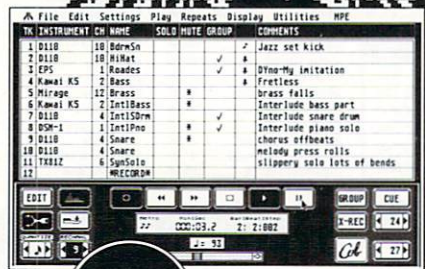 File Edit Settings Play Repeats Display Utilities MPE
TK INSTRUMENT CH NAME SOLO MUTE GROUP COMMENTS
1 D110 10 BdrmSn Jazz set kick
2 D110 10 HiHat
3 EPS 1 Roades DYno-My imitation
4 Kawai K5 2 Bass Fretless
5 Mirage 12 Brass * brass falls
6 Kawai K5 2 IntlBass * Interlude bass part
7 D110 4 IntlSDrm Interlude snare drum
8 DSM-1 1 IntlPno * Interlude piano solo
9 D110 4 Snare * chorus offbeats
10 D110 4 Snare melody press rolls
11 TX81Z 6 SynSolo slippery solo lots of bends
12 *RECORD*
EDIT GROUP CUE
000:03.2 2: 2:002
X-REC 24
♩= 93
9 27